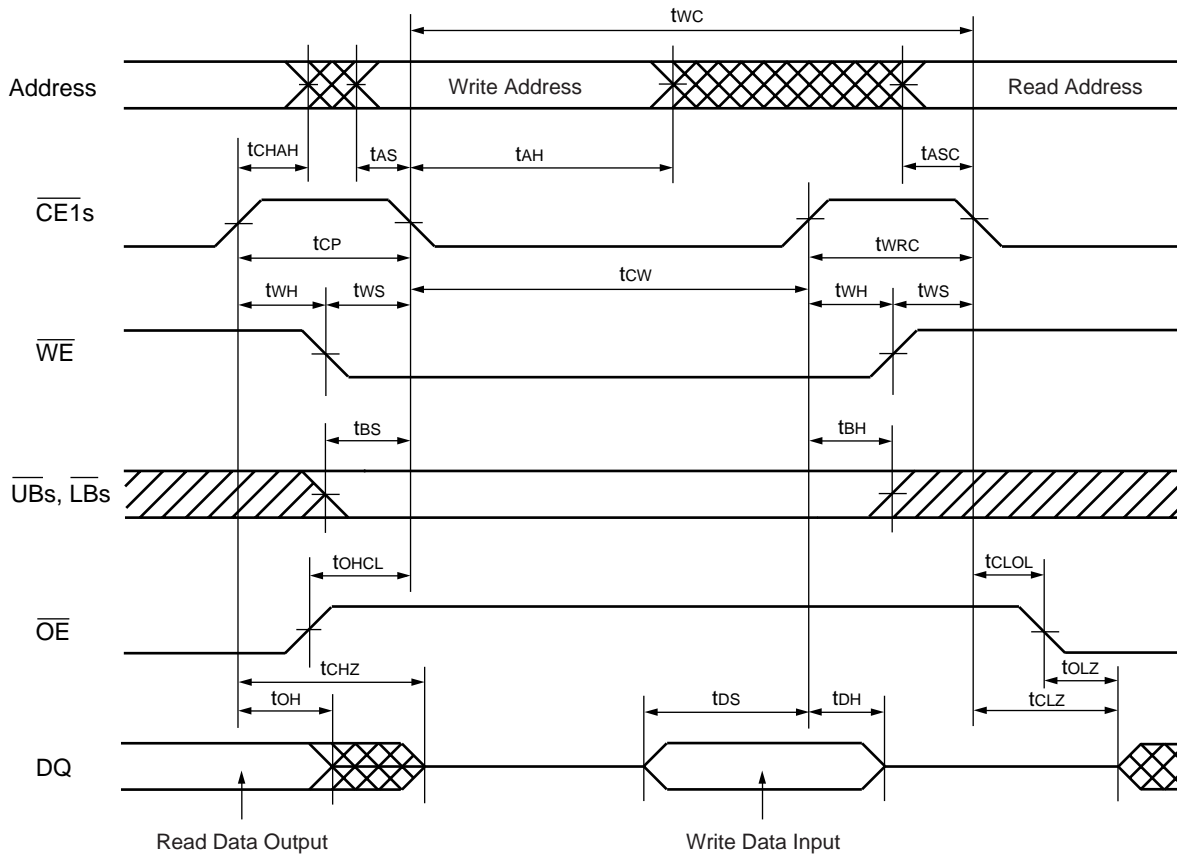 tWC
Address
Write Address
Read Address
tCHAH
tAS
tAH
tASC
CE1s
tCP
tWRC
tCW
tWH
tWS
tWH
tWS
WE
tBS
tBH
UBs, LBs
tOHCL
tCLOL
OE
tCHZ
tOLZ
tOH
tDS
tDH
tCLZ
DQ
Read Data Output
Write Data Input